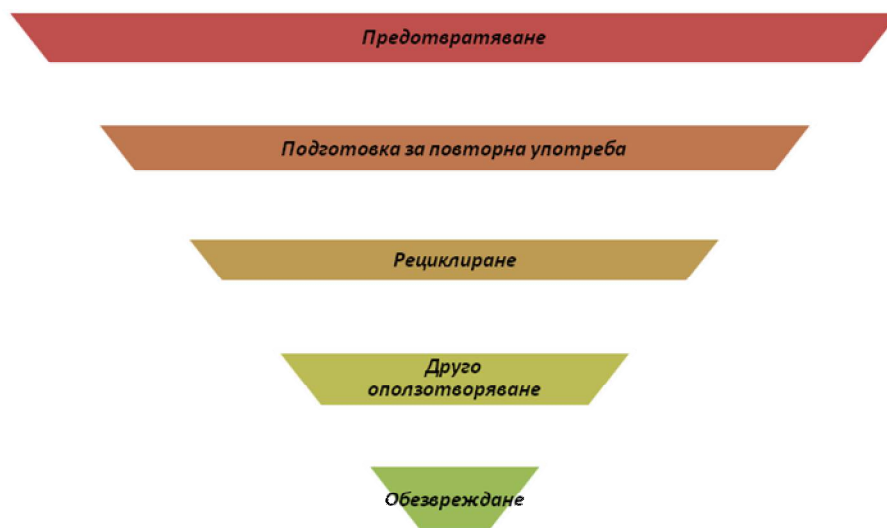 Предотвратяване
Подготовка за повторна употреба
Рециклиране
Друго
оползотворяване
Обезвреждане